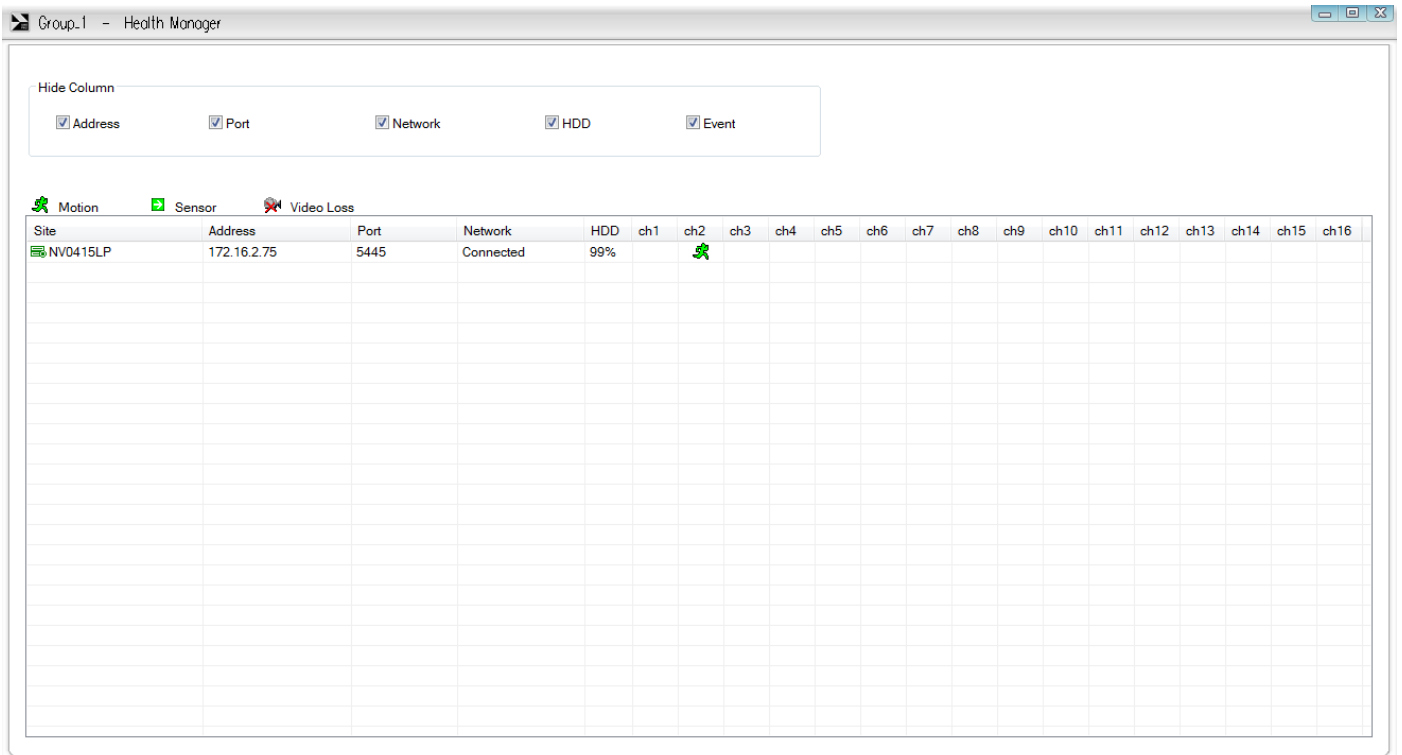 Group_1 - Health Manager
Hide Column
Address Port Network HDD Event
Motion Sensor Video Loss
Site Address Port Network HDD ch1 ch2 ch3 ch4 ch5 ch6 ch7 ch8 ch9 ch10 ch11 ch12 ch13 ch14 ch15 ch16
NV0415LP 172.16.2.75 5445 Connected 99%